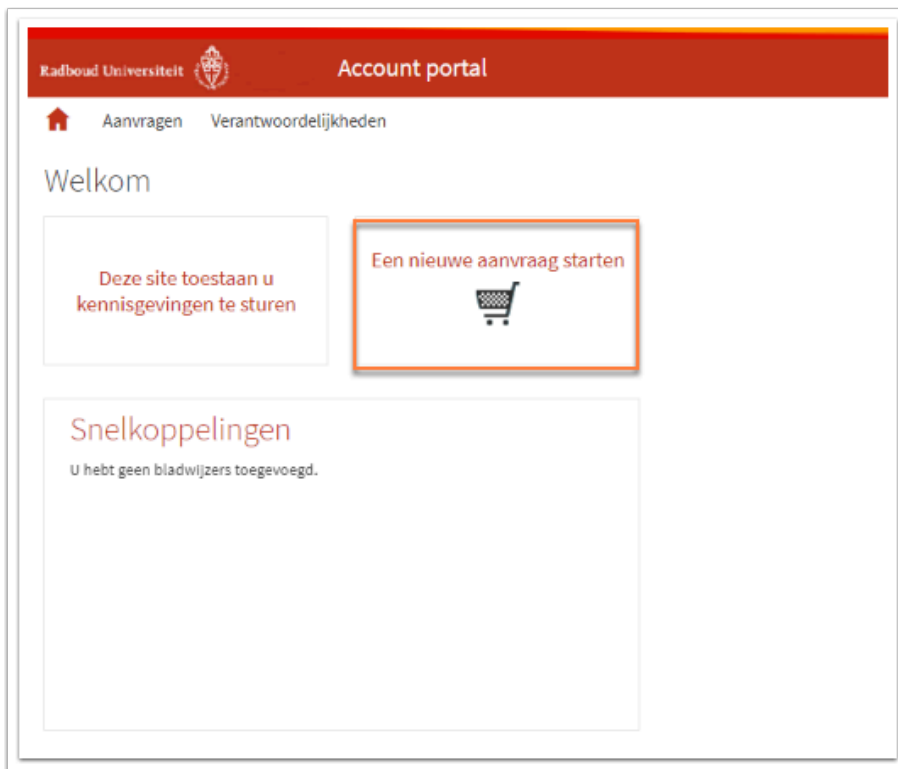 Radboud Universiteit
Account portal
Aanvragen Verantwoordelijkheden
Welkom
Deze site toestaan u
kennisgevingen te sturen
Een nieuwe aanvraag starten
Snelkoppelingen
U hebt geen bladwijzers toegevoegd.